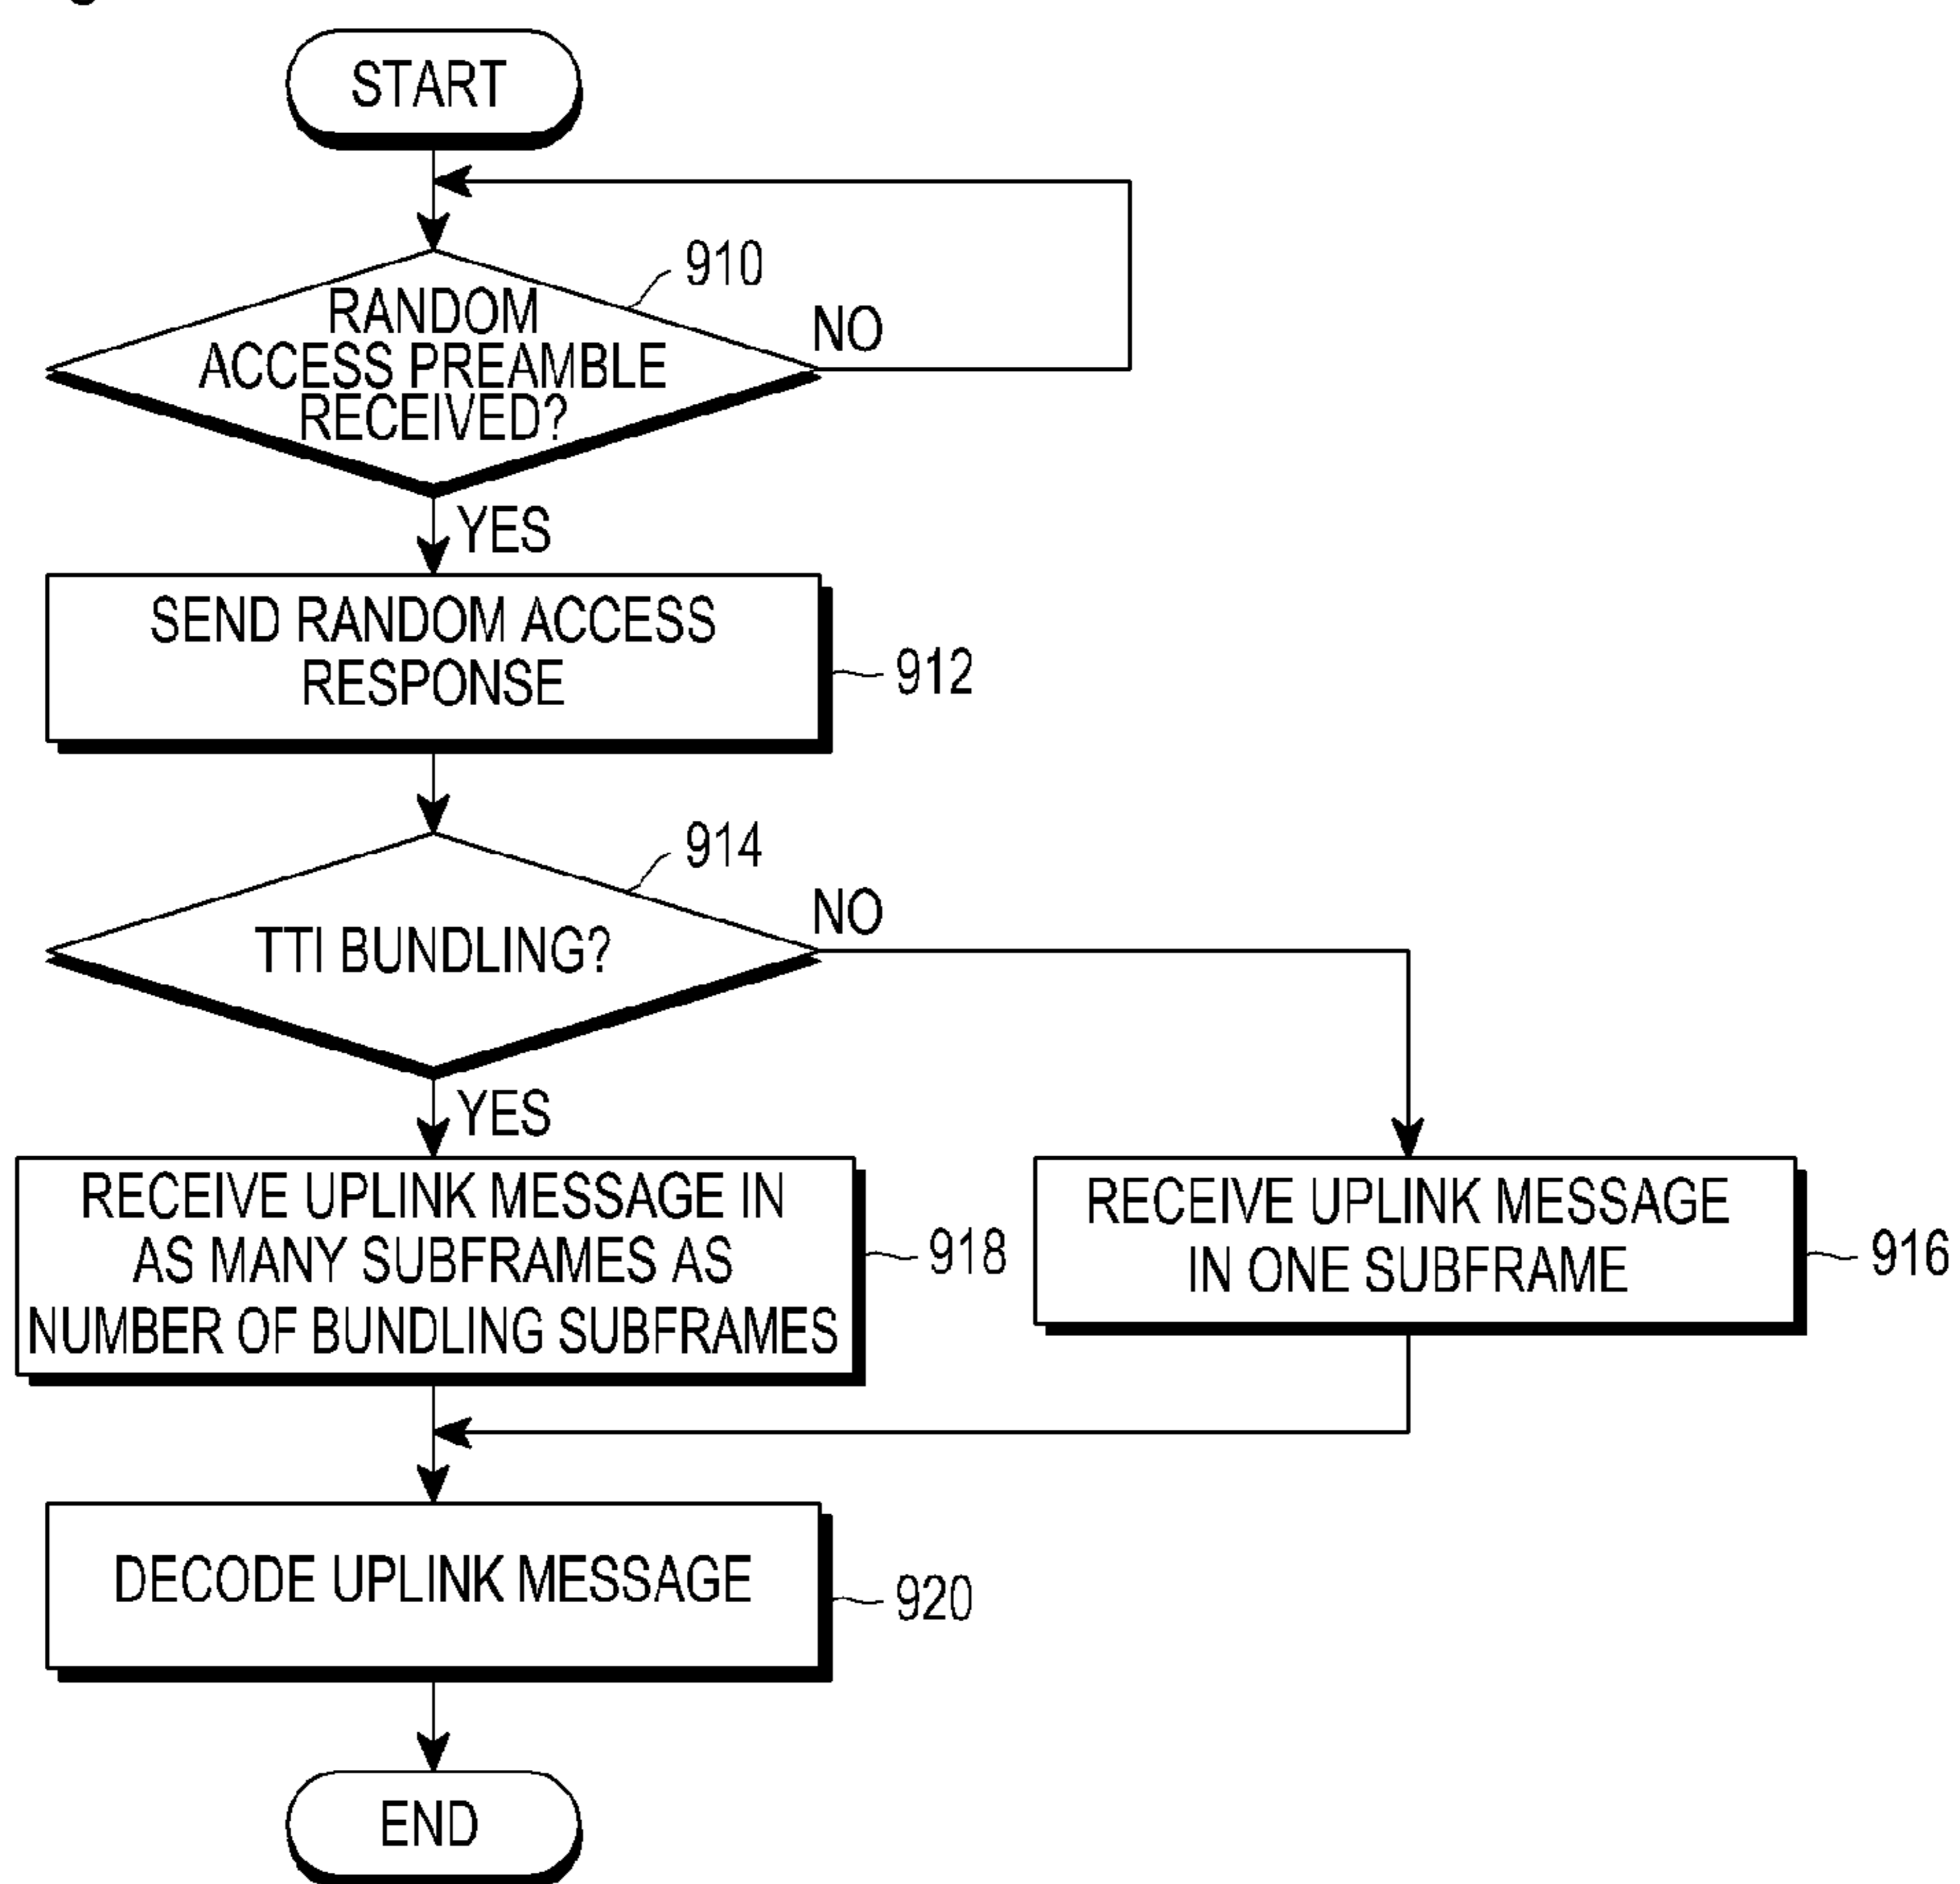 START
910
RANDOM
ACCESS PREAMBLE
RECEIVED?
NO
YES
SEND RANDOM ACCESS
RESPONSE
912
914
TTI BUNDLING?
NO
YES
RECEIVE UPLINK MESSAGE IN
AS MANY SUBFRAMES AS
NUMBER OF BUNDLING SUBFRAMES
918
RECEIVE UPLINK MESSAGE
IN ONE SUBFRAME
916
DECODE UPLINK MESSAGE
920
END